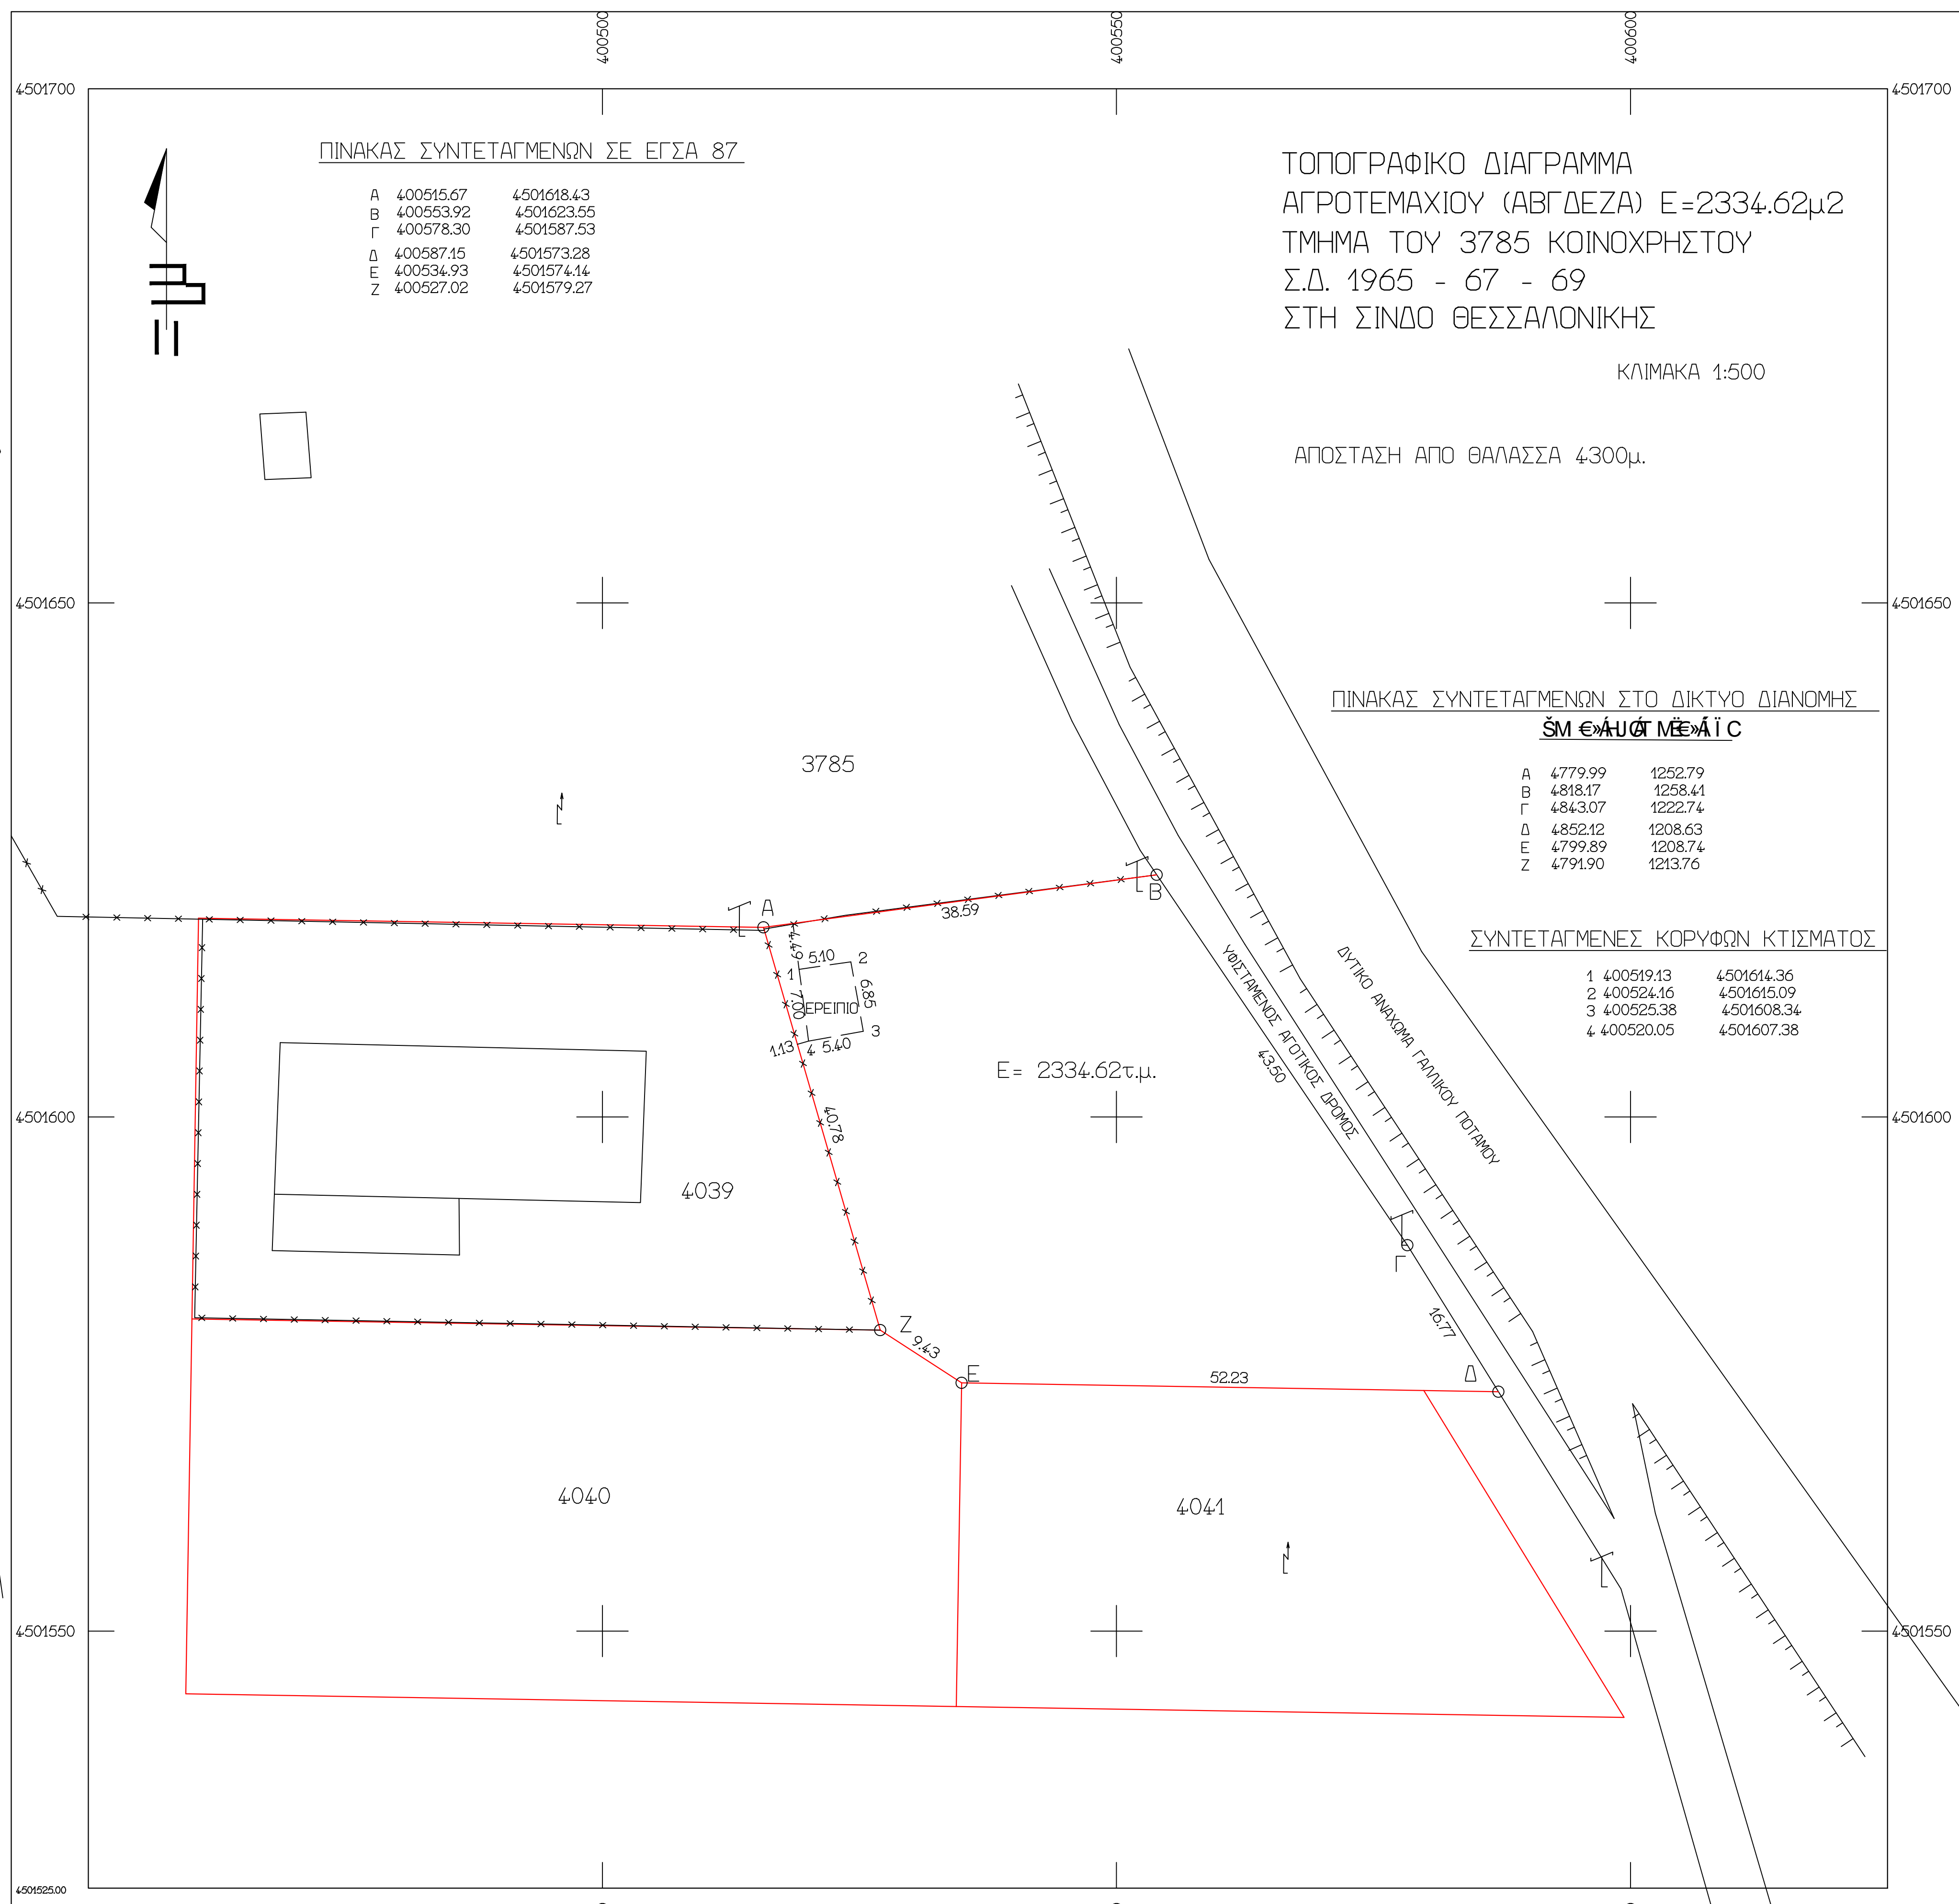 400500
400550
400600
4501700
4501700
ΠΙΝΑΚΑΣ ΣΥΝΤΕΤΑΓΜΕΝΩΝ ΣΕ ΕΓΣΑ 87
Α 400515.67 4501618.43
Β 400553.92 4501623.55
Γ 400578.30 4501587.53
Δ 400587.15 4501573.28
Ε 400534.93 4501574.14
Ζ 400527.02 4501579.27
ΤΟΠΟΓΡΑΦΙΚΟ ΔΙΑΓΡΑΜΜΑ
ΑΓΡΟΤΕΜΑΧΙΟΥ (ΑΒΓΔΕΖΑ) Ε=2334.62μ2
ΤΜΗΜΑ ΤΟΥ 3785 ΚΟΙΝΟΧΡΗΣΤΟΥ
Σ.Δ. 1965 - 67 - 69
ΣΤΗ ΣΙΝΔΟ ΘΕΣΣΑΛΟΝΙΚΗΣ
ΚΛΙΜΑΚΑ 1:500
ΑΠΟΣΤΑΣΗ ΑΠΟ ΘΑΛΑΣΣΑ 4300μ.
4501650
4501650
ΠΙΝΑΚΑΣ ΣΥΝΤΕΤΑΓΜΕΝΩΝ ΣΤΟ ΔΙΚΤΥΟ ΔΙΑΝΟΜΗΣ
Α 4779.99 1252.79
Β 4818.17 1258.41
Γ 4843.07 1222.74
Δ 4852.12 1208.63
Ε 4799.89 1208.74
Ζ 4791.90 1213.76
3785
ΣΥΝΤΕΤΑΓΜΕΝΕΣ ΚΟΡΥΦΩΝ ΚΤΙΣΜΑΤΟΣ
1 400519.13 4501614.36
2 400524.16 4501615.09
3 400525.38 4501608.34
4 400520.05 4501607.38
Α
Β
38.59
4.49
5.10
1
2
7.00
6.85
ΕΡΕΙΠΙΟ
3
1.13
4
5.40
Ε= 2334.62τ.μ.
ΥΦΙΣΤΑΜΕΝΟΣ ΑΓΟΤΙΚΟΣ ΔΡΟΜΟΣ
ΔΥΤΙΚΟ ΑΝΑΧΩΜΑ ΓΑΛΛΙΚΟΥ ΠΟΤΑΜΟΥ
43.50
4501600
4501600
40.78
4039
Γ
16.77
Ζ
9.43
Ε
52.23
Δ
4040
4041
4501550
4501550
4501525.00